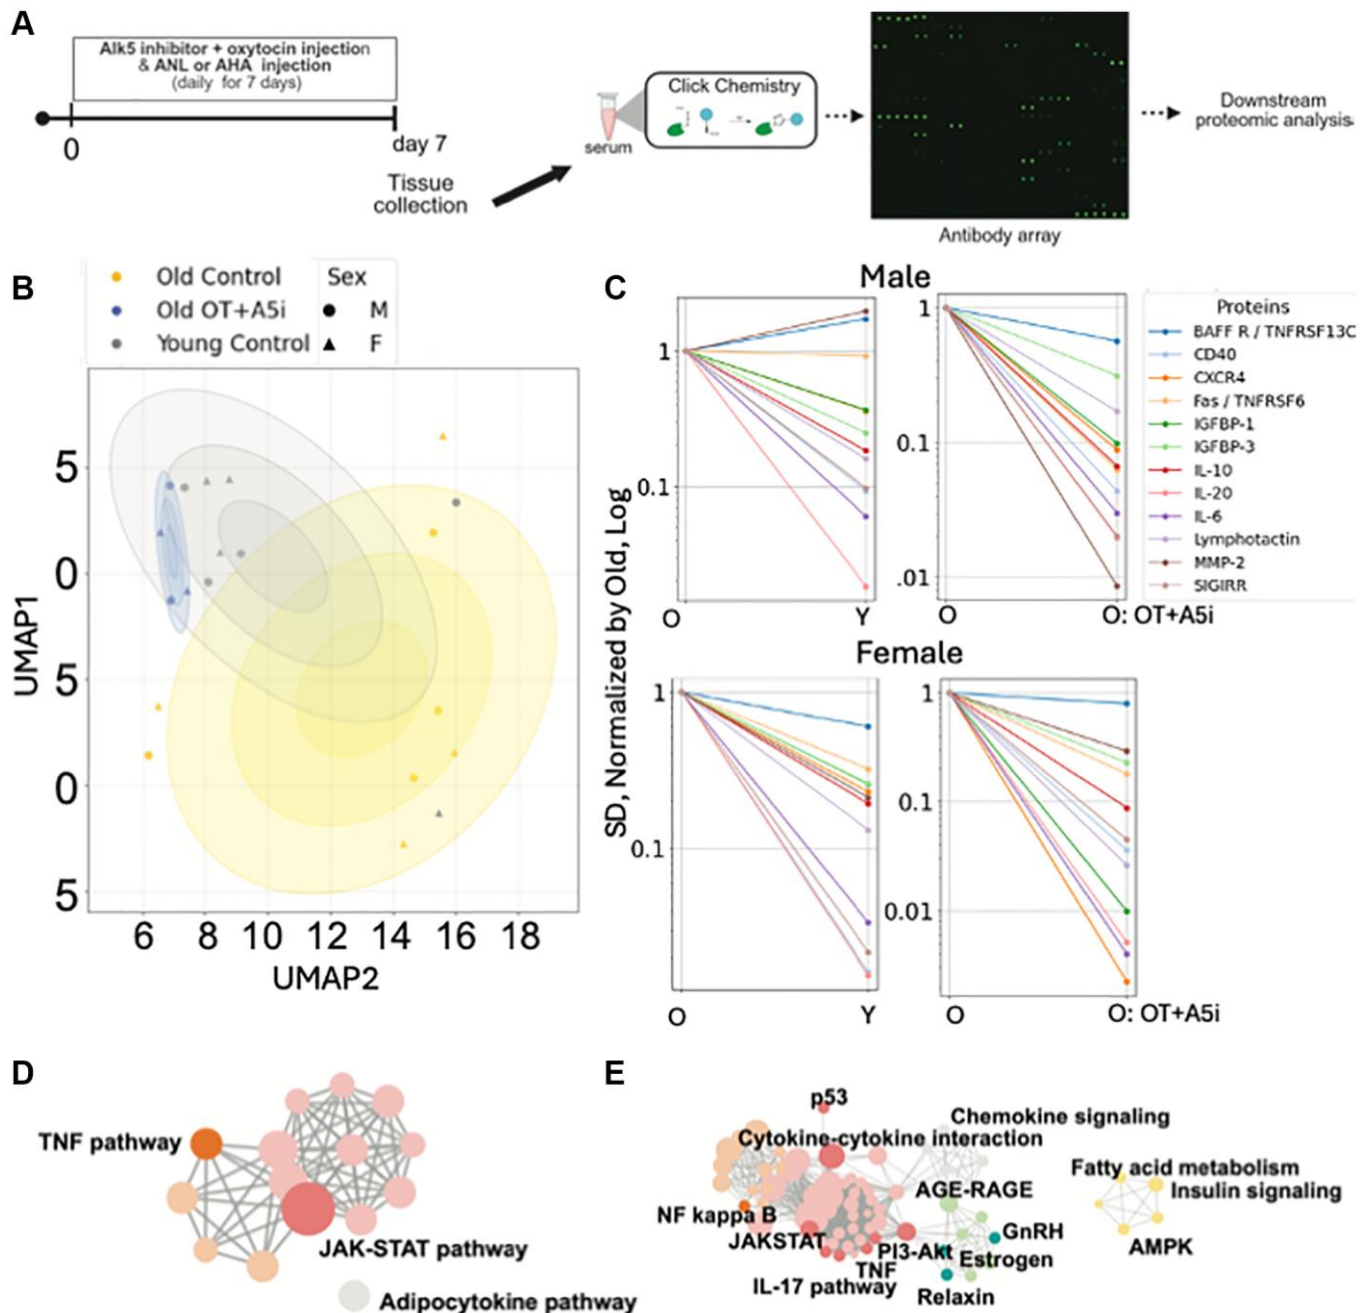 A
Alk5 inhibitor + oxytocin injection
& ANL or AHA injection
(daily for 7 days)
0
day 7
Tissue
collection
serum
Click Chemistry
Antibody array
Downstream
proteomic analysis
B
Old Control
Old OT+A5i
Young Control
Sex
M
F
5
0
5
0
5
UMAP1
6 8 10 12 14 16 18
UMAP2
C
Male
SD, Normalized by Old, Log
1
0.1
O
Y
1
0.1
.01
O
O: OT+A5i
Proteins
BAFF R / TNFRSF13C
CD40
CXCR4
Fas / TNFRSF6
IGFBP-1
IGFBP-3
IL-10
IL-20
IL-6
Lymphotactin
MMP-2
SIGIRR
Female
1
0.1
O
Y
1
0.1
0.01
O
O: OT+A5i
D
TNF pathway
JAK-STAT pathway
Adipocytokine pathway
E
p53
Chemokine signaling
Cytokine-cytokine interaction
Fatty acid metabolism
Insulin signaling
AGE-RAGE
NF kappa B
GnRH
JAKSTAT
PI3-Akt
Estrogen
AMPK
TNF
IL-17 pathway
Relaxin